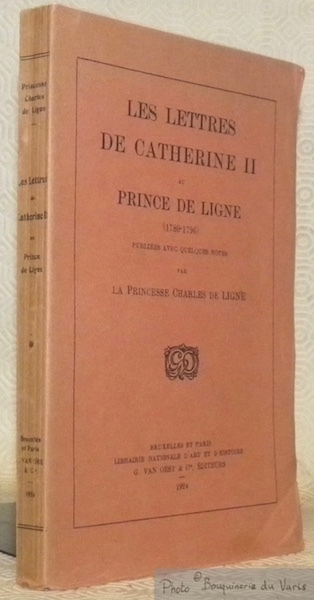 Princesse
Charles
de Ligne
Les Lettres
de
Catherine II
au
Prince
de Ligne
Bruxelles
et Paris
VAN OEST
& Cie
1924
LES LETTRES
DE CATHERINE II
AU
PRINCE DE LIGNE
(1780-1796)
PUBLIÉES AVEC QUELQUES NOTES
PAR
LA PRINCESSE CHARLES DE LIGNE
BRUXELLES ET PARIS
LIBRAIRIE NATIONALE D'ART ET D'HISTOIRE
G. VAN OEST & Cie, ÉDITEURS
1924
Photo © Bouquinerie du Varis